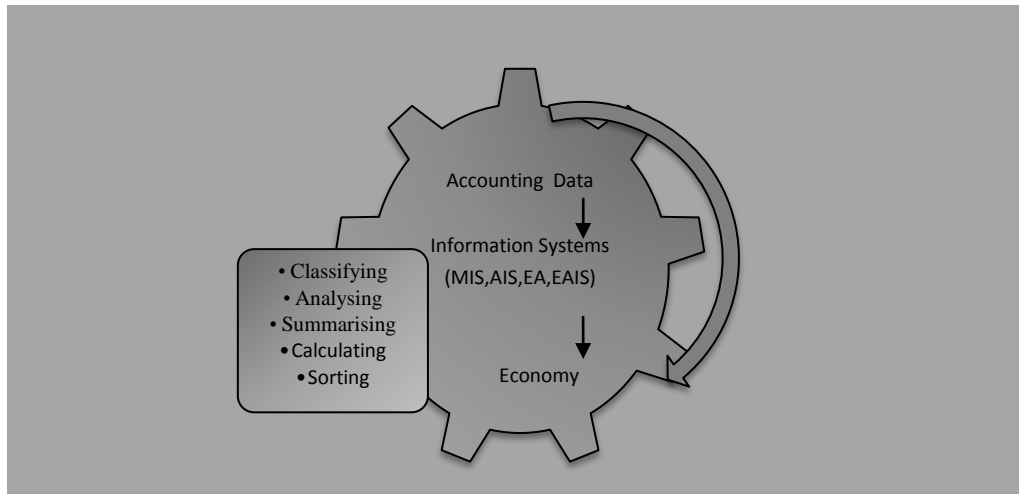 Accounting Data
Information Systems
(MIS,AIS,EA,EAIS)
Economy
• Classifying
• Analysing
• Summarising
• Calculating
• Sorting